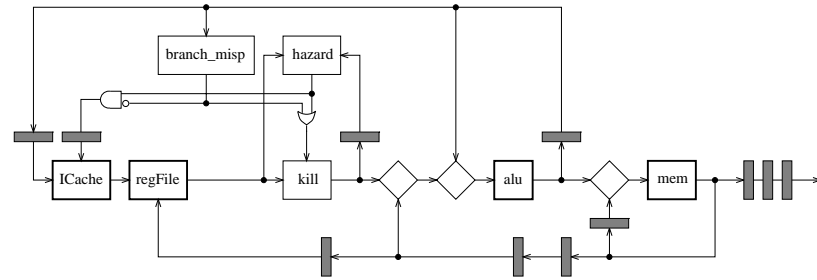 branch_misp
hazard
ICache
regFile
kill
alu
mem